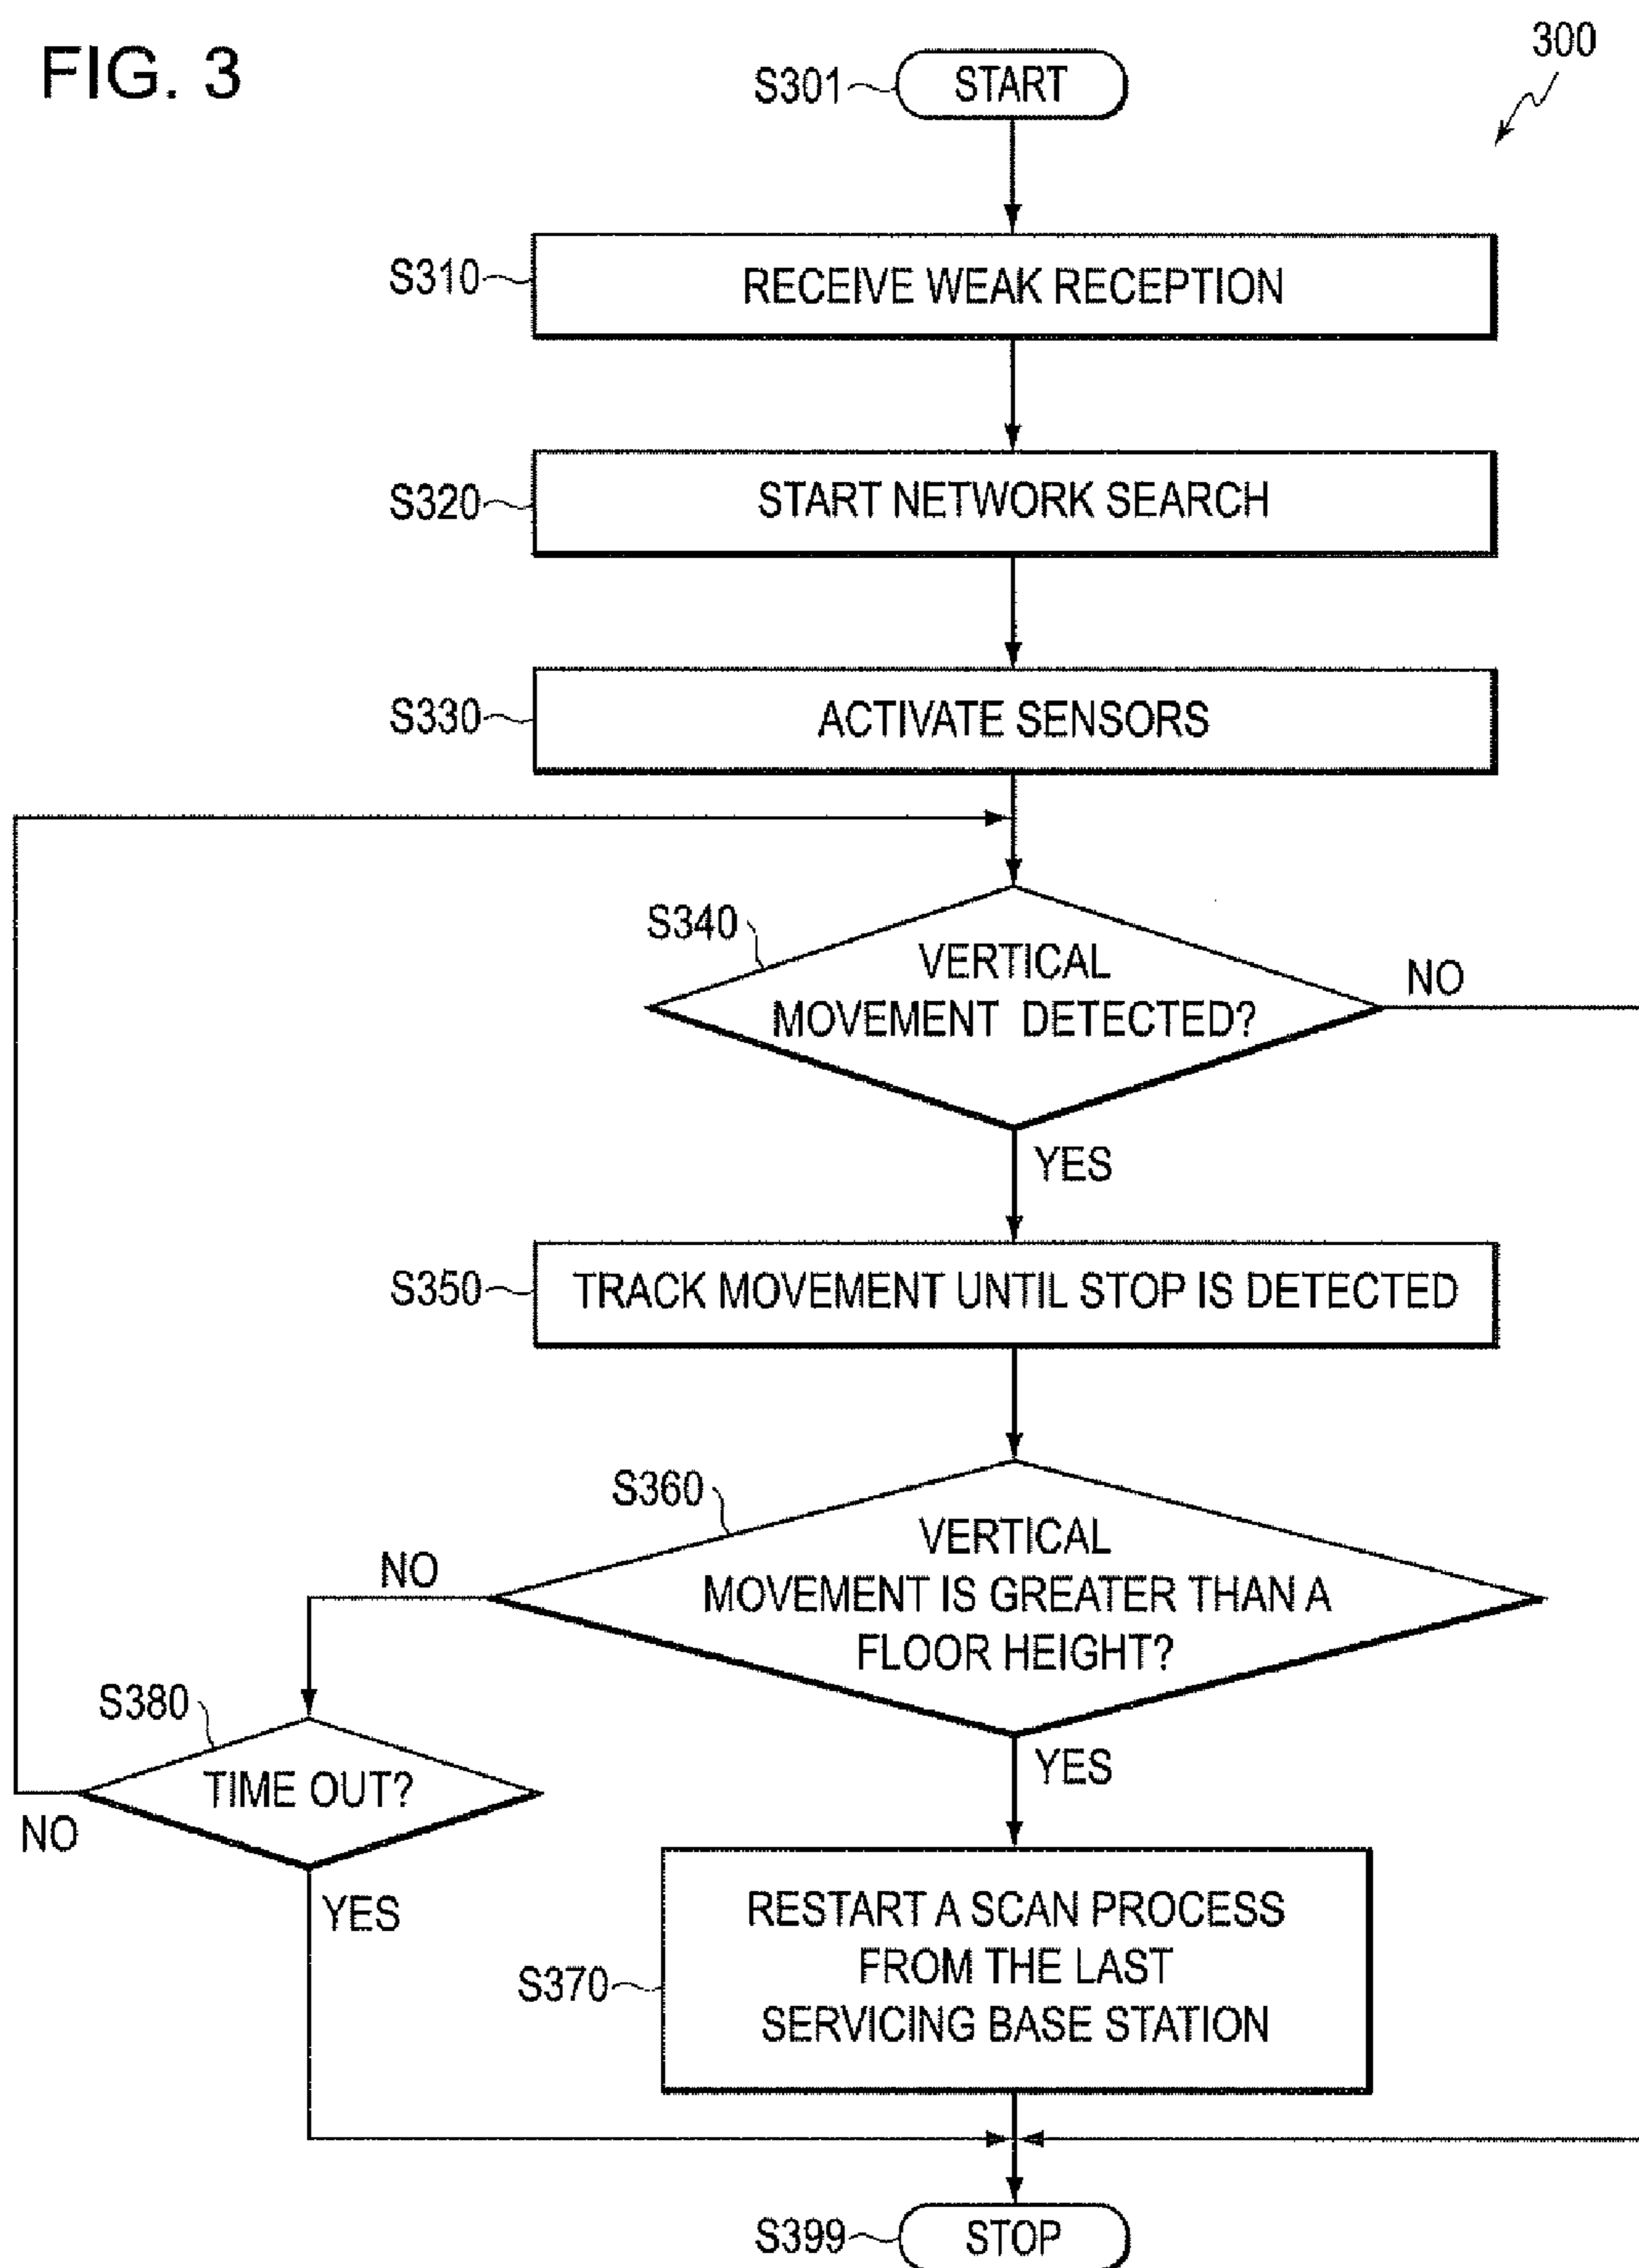 FIG. 3
300
S301
START
S310
RECEIVE WEAK RECEPTION
S320
START NETWORK SEARCH
S330
ACTIVATE SENSORS
S340
VERTICAL
MOVEMENT DETECTED?
NO
YES
S350
TRACK MOVEMENT UNTIL STOP IS DETECTED
S360
VERTICAL
MOVEMENT IS GREATER THAN A
FLOOR HEIGHT?
NO
YES
S380
TIME OUT?
NO
YES
S370
RESTART A SCAN PROCESS
FROM THE LAST
SERVICING BASE STATION
S399
STOP